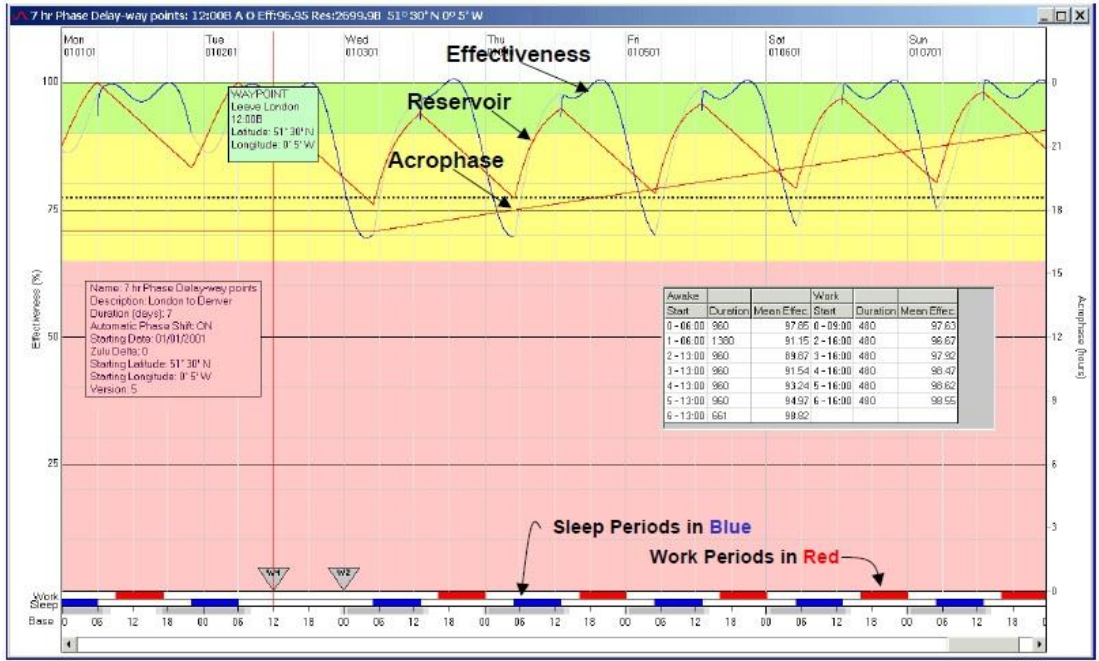 7 hr Phase Delay-way points: 12:00B A O Eff:96.95 Res:2699.98 51º 30' N 0º 5' W
Mon Tue Wed Thu Fri Sat Sun
010101 010201 010301 010501 010601 010701
Effectiveness
Reservoir
Acrophase
WAYPOINT
Leave London
12:00B
Latitude: 51° 30' N
Longitude: 0° 5' W
100 0
21
75 18
15
50 12
9
25 6
3
0
Effectiveness (%)
Acrophase (hours)
Name: 7 hr Phase Delay-way points
Description: London to Denver
Duration (days): 7
Automatic Phase Shift: ON
Starting Date: 01/01/2001
Zulu Delta: 0
Starting Latitude: 51° 30' N
Starting Longitude: 0° 5' W
Version: 5
Awake Work
Start Duration Mean Effec. Start Duration Mean Effec.
0 - 06:00 960 97.85 0 - 09:00 480 97.63
1 - 06:00 1380 91.15 2 - 16:00 480 96.67
2 - 13:00 960 89.87 3 - 16:00 480 97.92
3 - 13:00 960 91.54 4 - 16:00 480 98.47
4 - 13:00 960 93.24 5 - 16:00 480 98.62
5 - 13:00 960 94.97 6 - 16:00 480 98.55
6 - 13:00 661 98.82
Sleep Periods in Blue
Work Periods in Red
W1 W2
Work
Sleep
Base 0 06 12 18 00 06 12 18 00 06 12 18 00 06 12 18 00 06 12 18 00 06 12 18 00 06 12 18